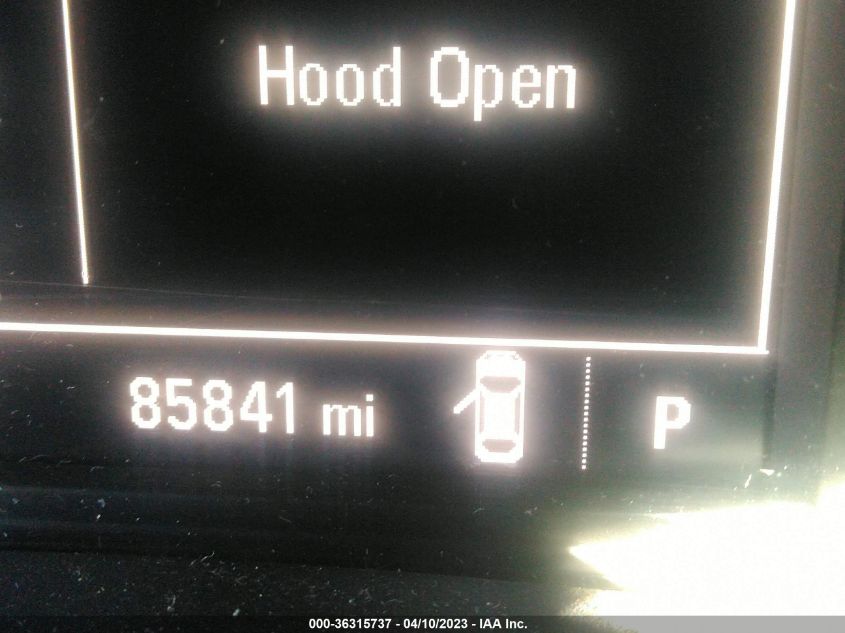 Hood Open
85841 mi P
000-36315737 - 04/10/2023 - IAA Inc.